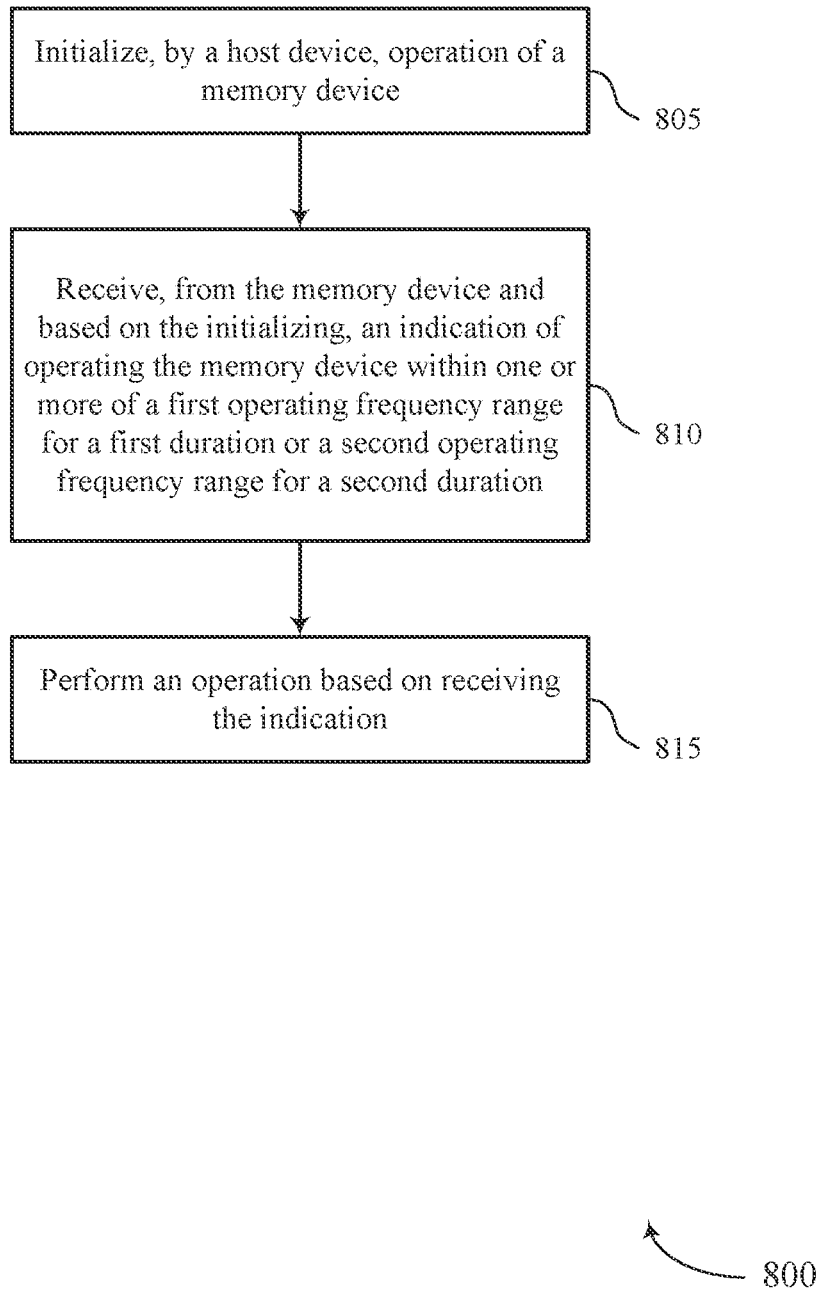 Initialize, by a host device, operation of a
memory device
805
Receive, from the memory device and
based on the initializing, an indication of
operating the memory device within one or
more of a first operating frequency range
for a first duration or a second operating
frequency range for a second duration
810
Perform an operation based on receiving
the indication
815
800